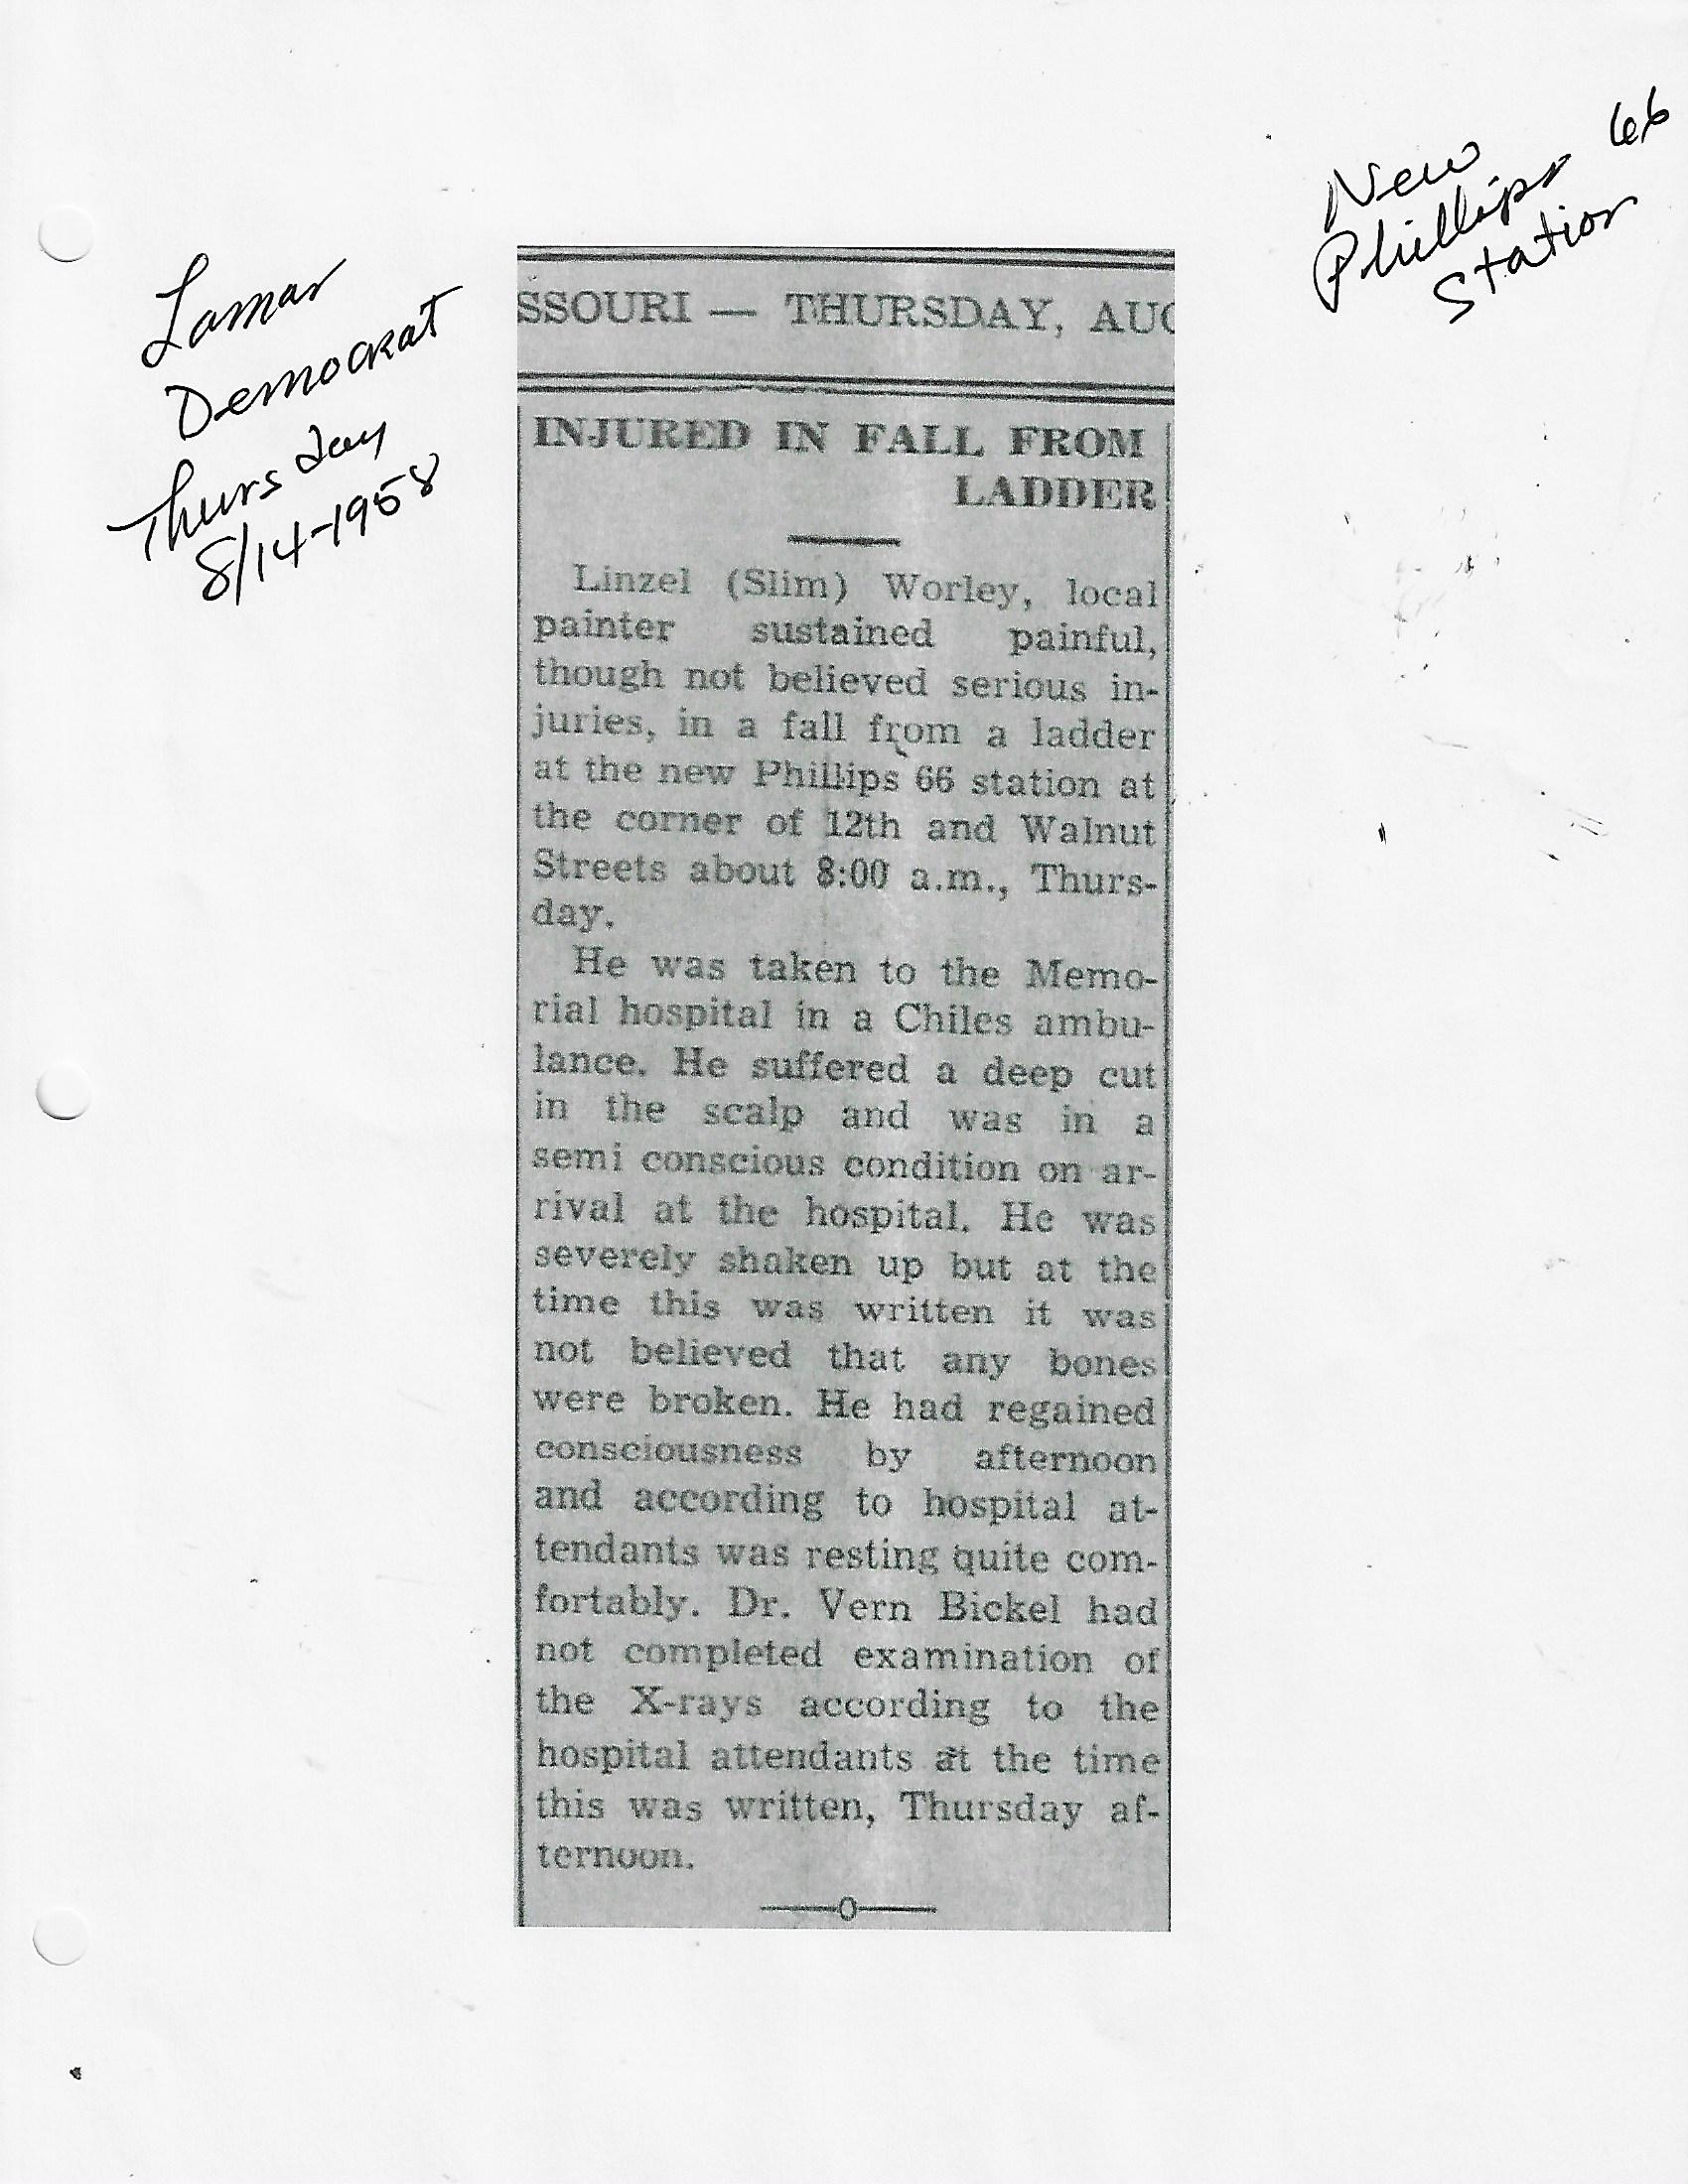 New
Phillips 66
Station
Lamar
Democrat
Thursday
8/14-1958
SSOURI — THURSDAY, AUG
INJURED IN FALL FROM
LADDER
Linzel (Slim) Worley, local
painter sustained painful,
though not believed serious in-
juries, in a fall from a ladder
at the new Phillips 66 station at
the corner of 12th and Walnut
Streets about 8:00 a.m., Thurs-
day.
He was taken to the Memo-
rial hospital in a Chiles ambu-
lance. He suffered a deep cut
in the scalp and was in a
semi conscious condition on ar-
rival at the hospital. He was
severely shaken up but at the
time this was written it was
not believed that any bones
were broken. He had regained
consciousness by afternoon
and according to hospital at-
tendants was resting quite com-
fortably. Dr. Vern Bickel had
not completed examination of
the X-rays according to the
hospital attendants at the time
this was written, Thursday af-
ternoon.
—o—